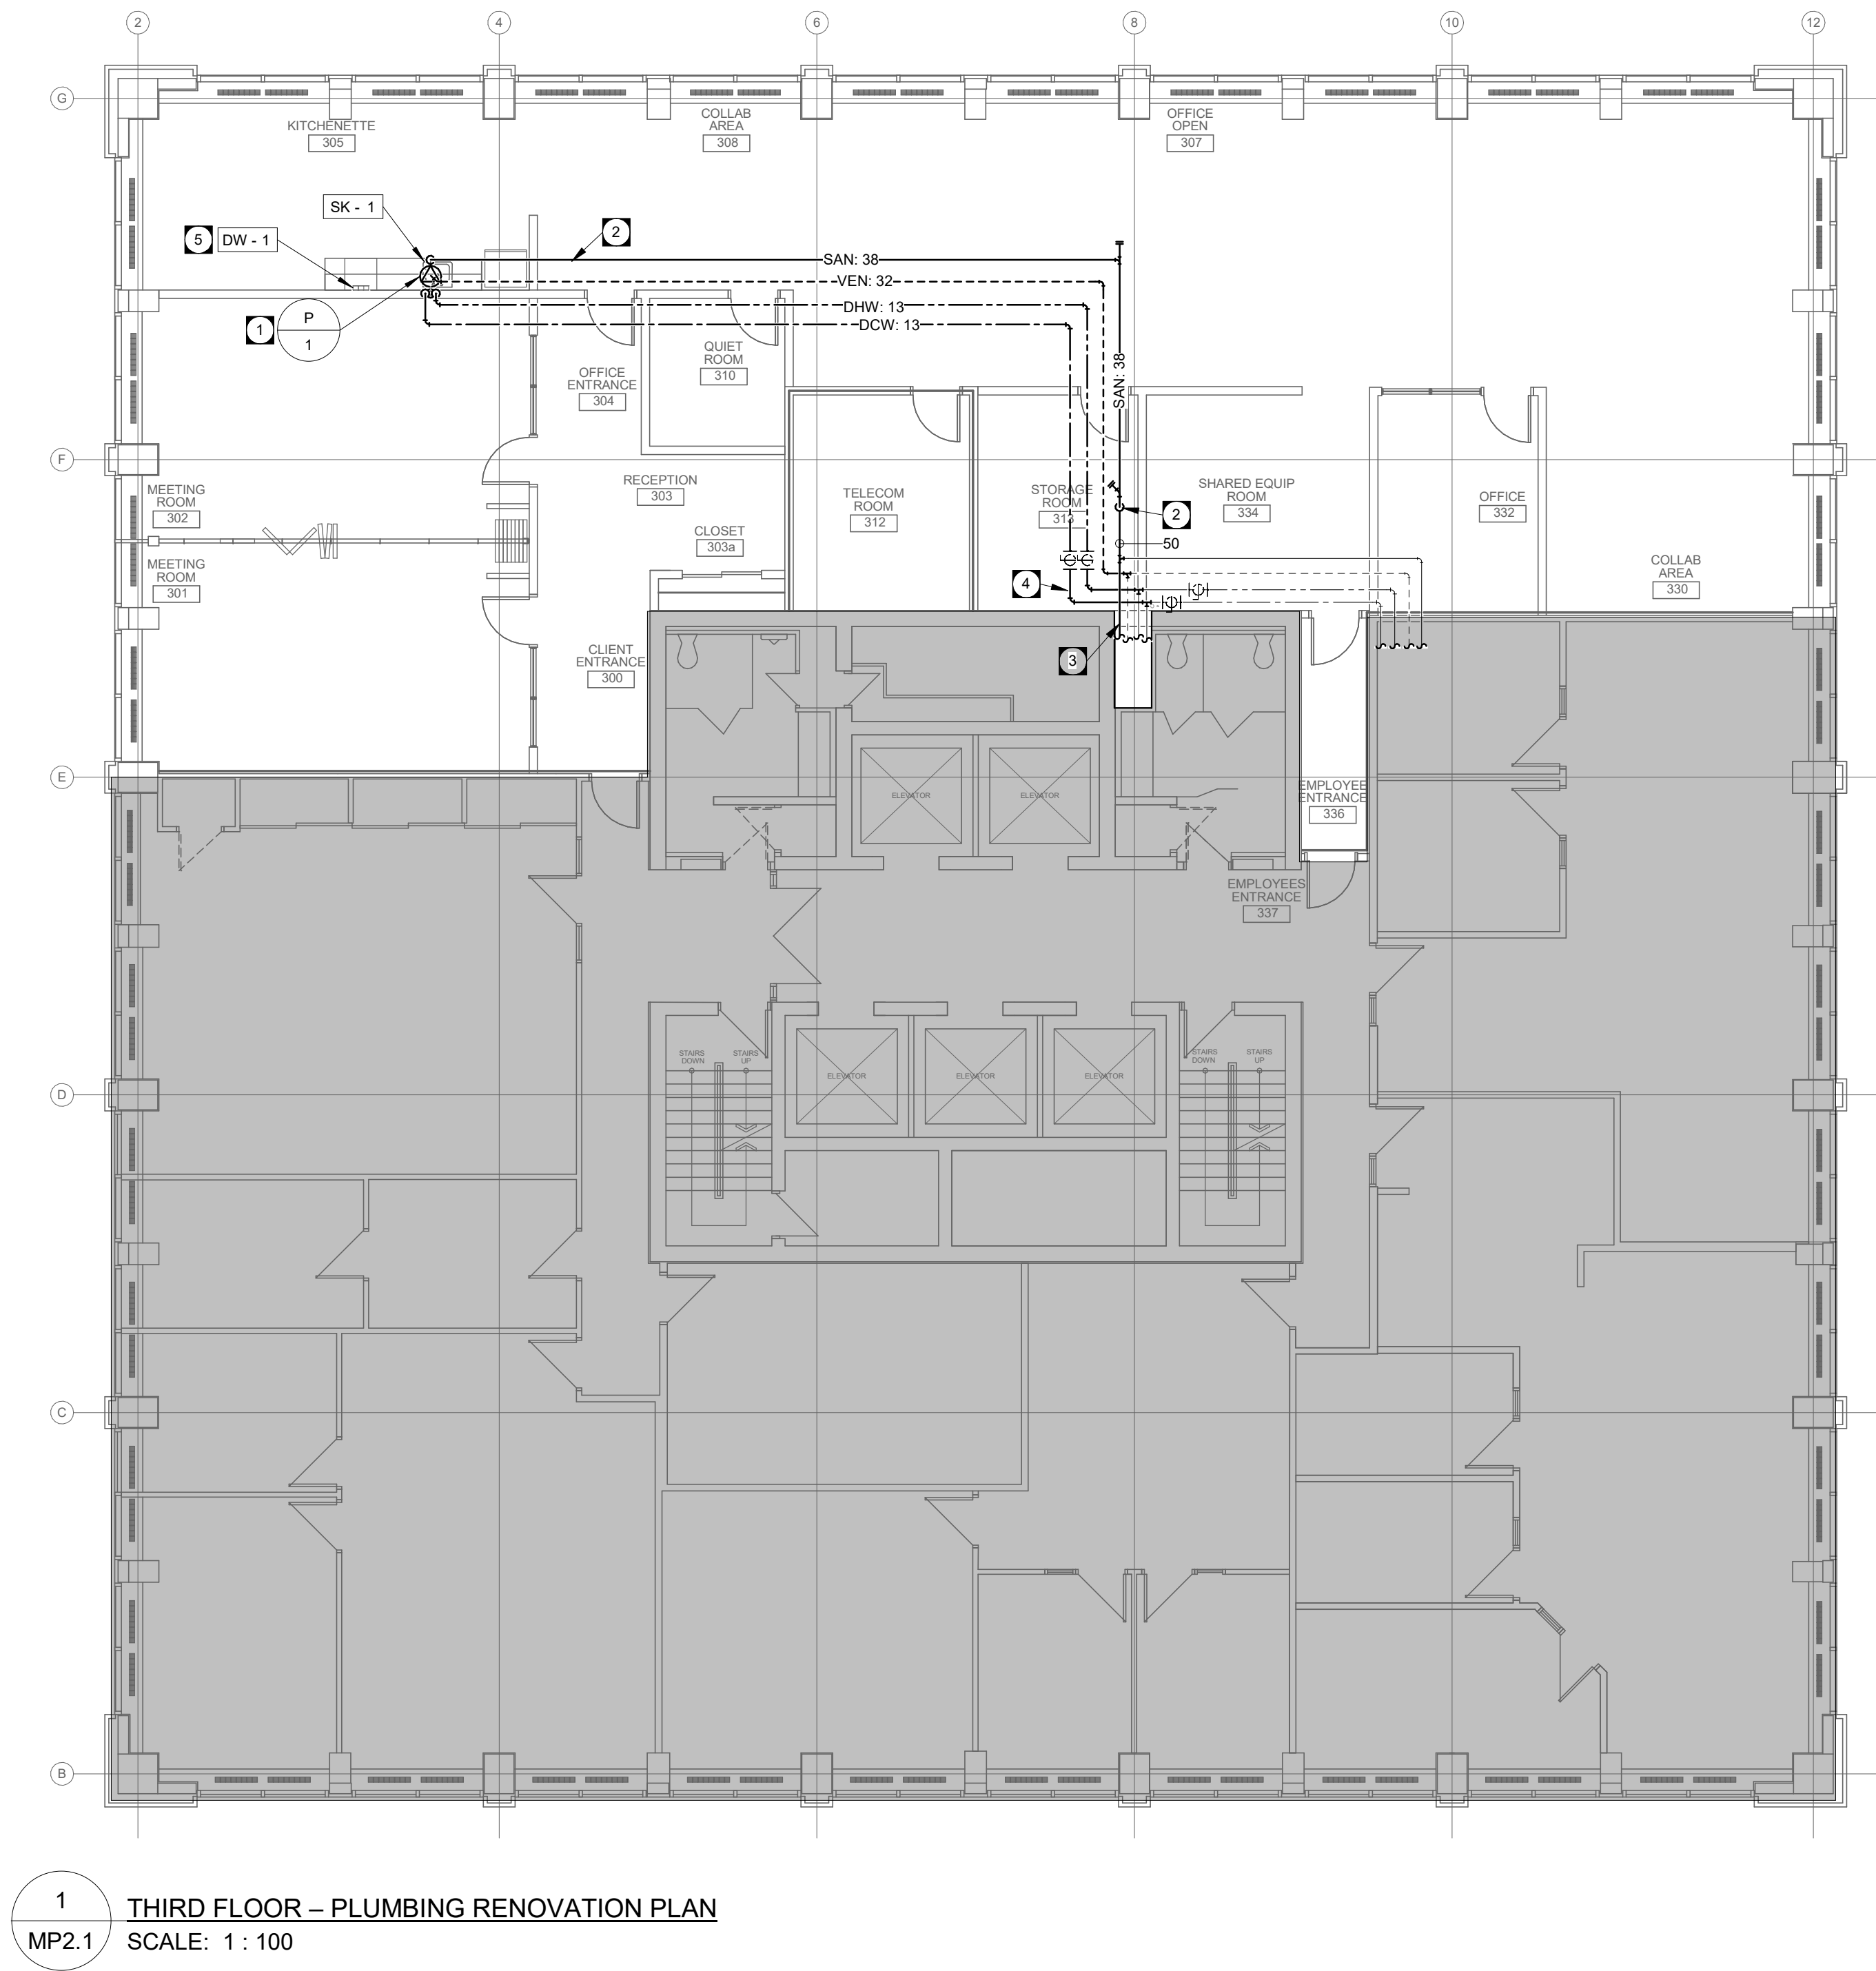 2
4
6
8
10
12
G
KITCHENETTE
305
COLLAB
AREA
308
OFFICE
OPEN
307
SK - 1
5
DW - 1
2
SAN: 38
VEN: 32
DHW: 13
DCW: 13
1
P
1
SAN: 38
QUIET
ROOM
310
OFFICE
ENTRANCE
304
F
MEETING
ROOM
302
RECEPTION
303
TELECOM
ROOM
312
STORAGE
ROOM
313
SHARED EQUIP
ROOM
334
OFFICE
332
2
CLOSET
303a
50
MEETING
ROOM
301
4
COLLAB
AREA
330
CLIENT
ENTRANCE
300
3
E
ELEVATOR
ELEVATOR
EMPLOYEE
ENTRANCE
336
EMPLOYEES
ENTRANCE
337
STAIRS
DOWN
STAIRS
UP
STAIRS
DOWN
STAIRS
UP
ELEVATOR
ELEVATOR
ELEVATOR
D
C
B
1
MP2.1
THIRD FLOOR – PLUMBING RENOVATION PLAN
SCALE: 1 : 100